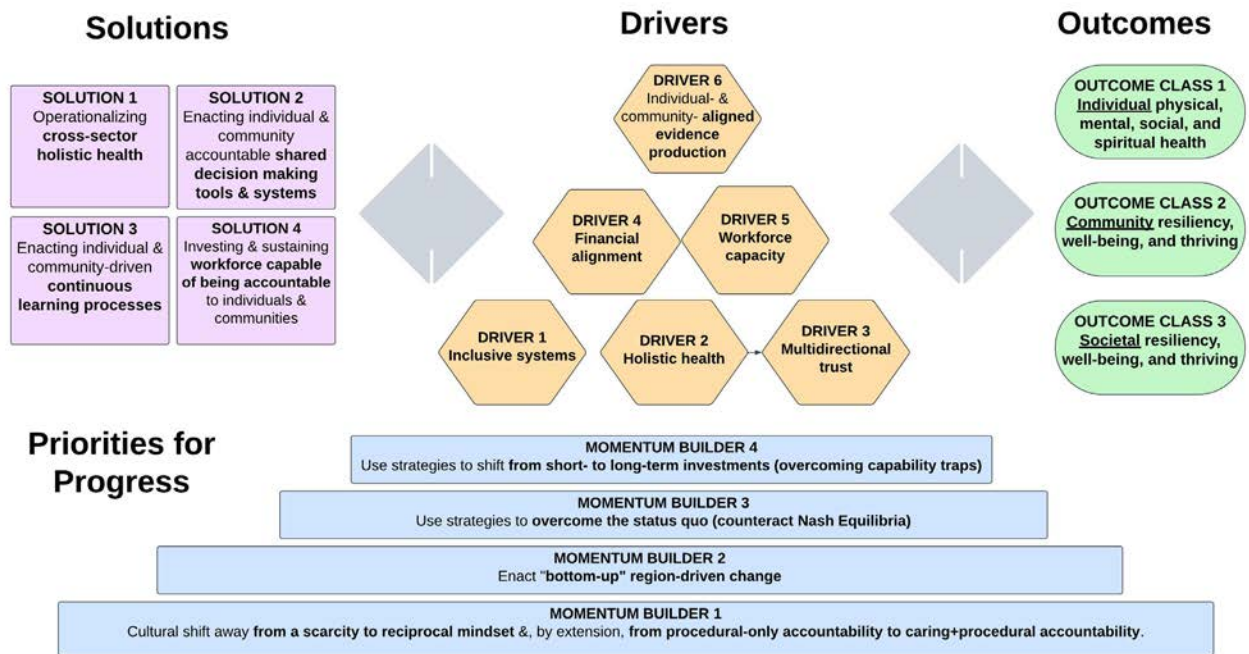 Solutions
Drivers
Outcomes
SOLUTION 1
Operationalizing
cross-sector
holistic health
SOLUTION 2
Enacting individual &
community
accountable shared
decision making
tools & systems
SOLUTION 3
Enacting individual &
community-driven
continuous
learning processes
SOLUTION 4
Investing & sustaining
workforce capable
of being accountable
to individuals &
communities
DRIVER 6
Individual- &
community- aligned
evidence
production
DRIVER 4
Financial
alignment
DRIVER 5
Workforce
capacity
DRIVER 1
Inclusive systems
DRIVER 2
Holistic health
DRIVER 3
Multidirectional
trust
OUTCOME CLASS 1
Individual physical,
mental, social, and
spiritual health
OUTCOME CLASS 2
Community resiliency,
well-being, and thriving
OUTCOME CLASS 3
Societal resiliency,
well-being, and thriving
Priorities for
Progress
MOMENTUM BUILDER 4
Use strategies to shift from short- to long-term investments (overcoming capability traps)
MOMENTUM BUILDER 3
Use strategies to overcome the status quo (counteract Nash Equilibria)
MOMENTUM BUILDER 2
Enact "bottom-up" region-driven change
MOMENTUM BUILDER 1
Cultural shift away from a scarcity to reciprocal mindset &, by extension, from procedural-only accountability to caring+procedural accountability.